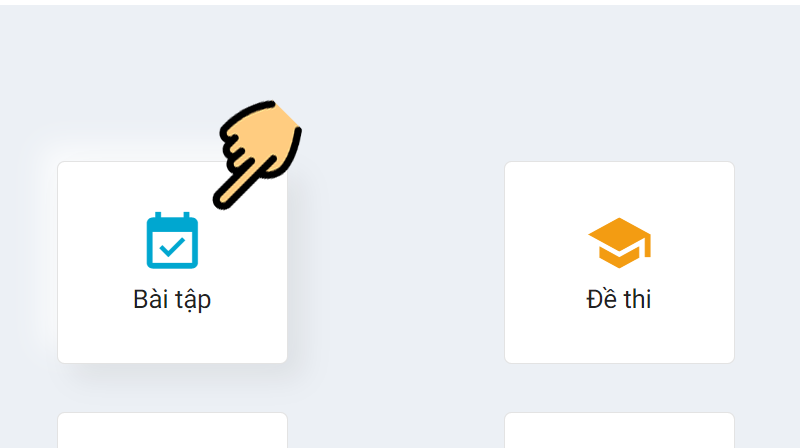 Bài tập
Đề thi